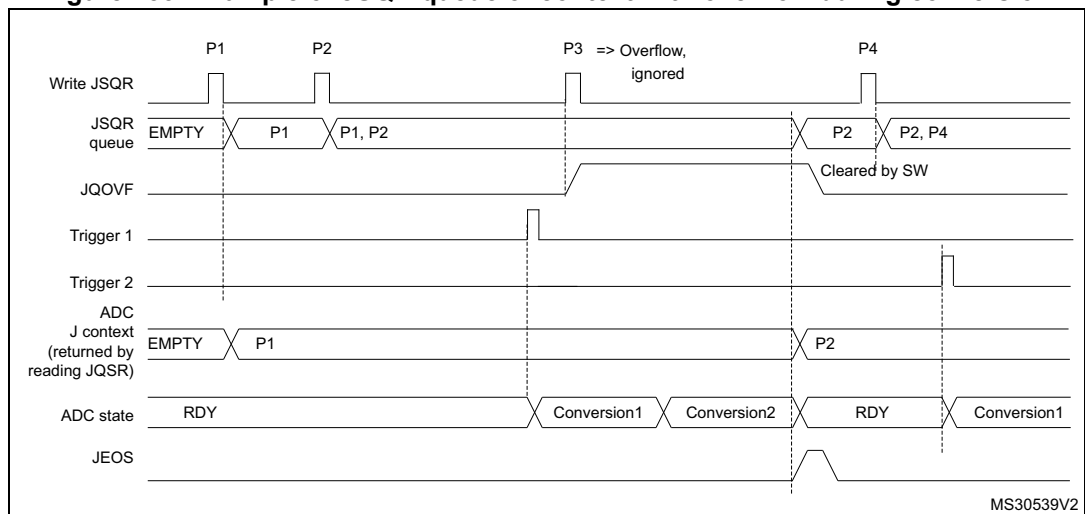 P1 P2 P3 => Overflow, P4
ignored
Write JSQR
JSQR
queue
EMPTY P1 P1, P2 P2 P2, P4
JQOVF
Cleared by SW
Trigger 1
Trigger 2
ADC
J context
(returned by
reading JQSR)
EMPTY P1 P2
ADC state RDY Conversion1 Conversion2 RDY Conversion1
JEOS
MS30539V2